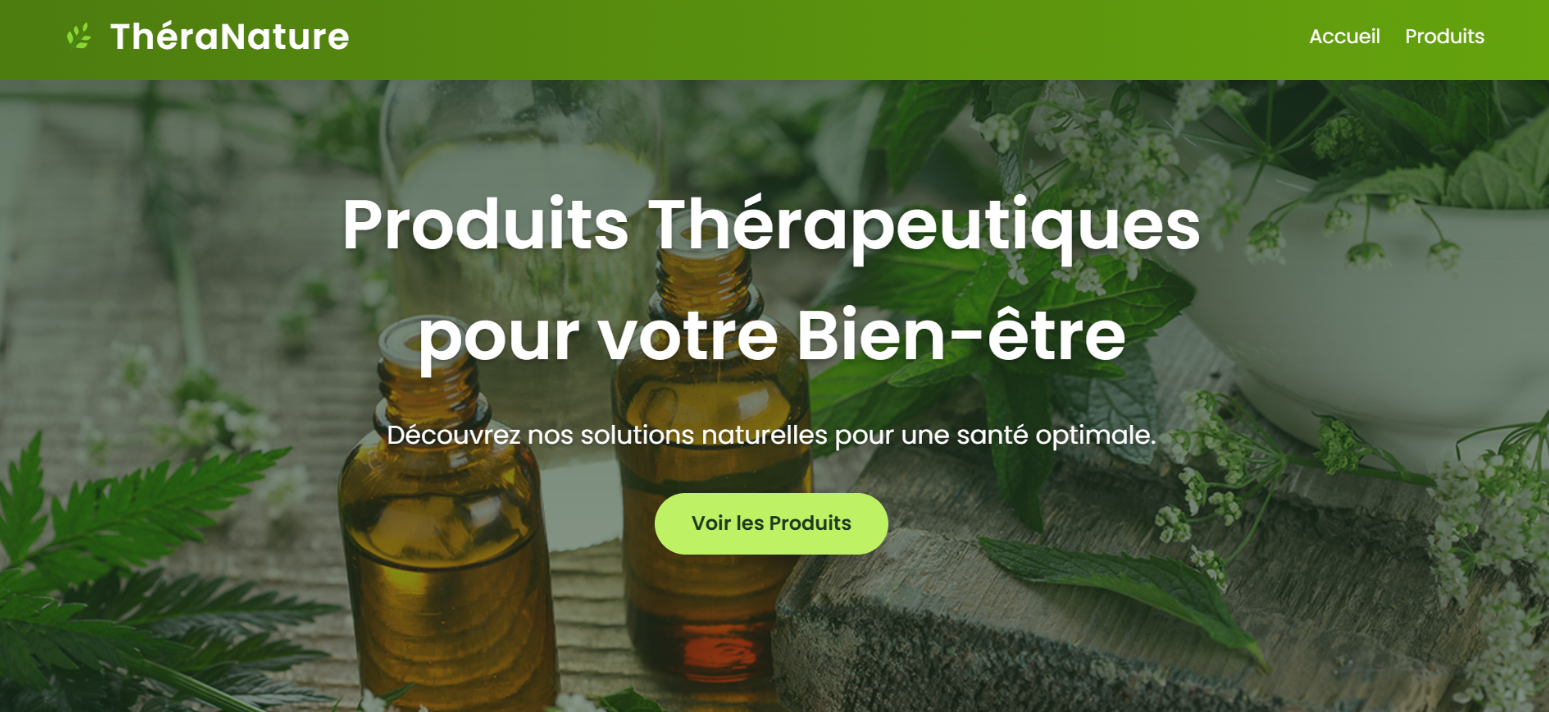 ThéraNature
Accueil Produits
Produits Thérapeutiques
pour votre Bien-être
Découvrez nos solutions naturelles pour une santé optimale.
Voir les Produits